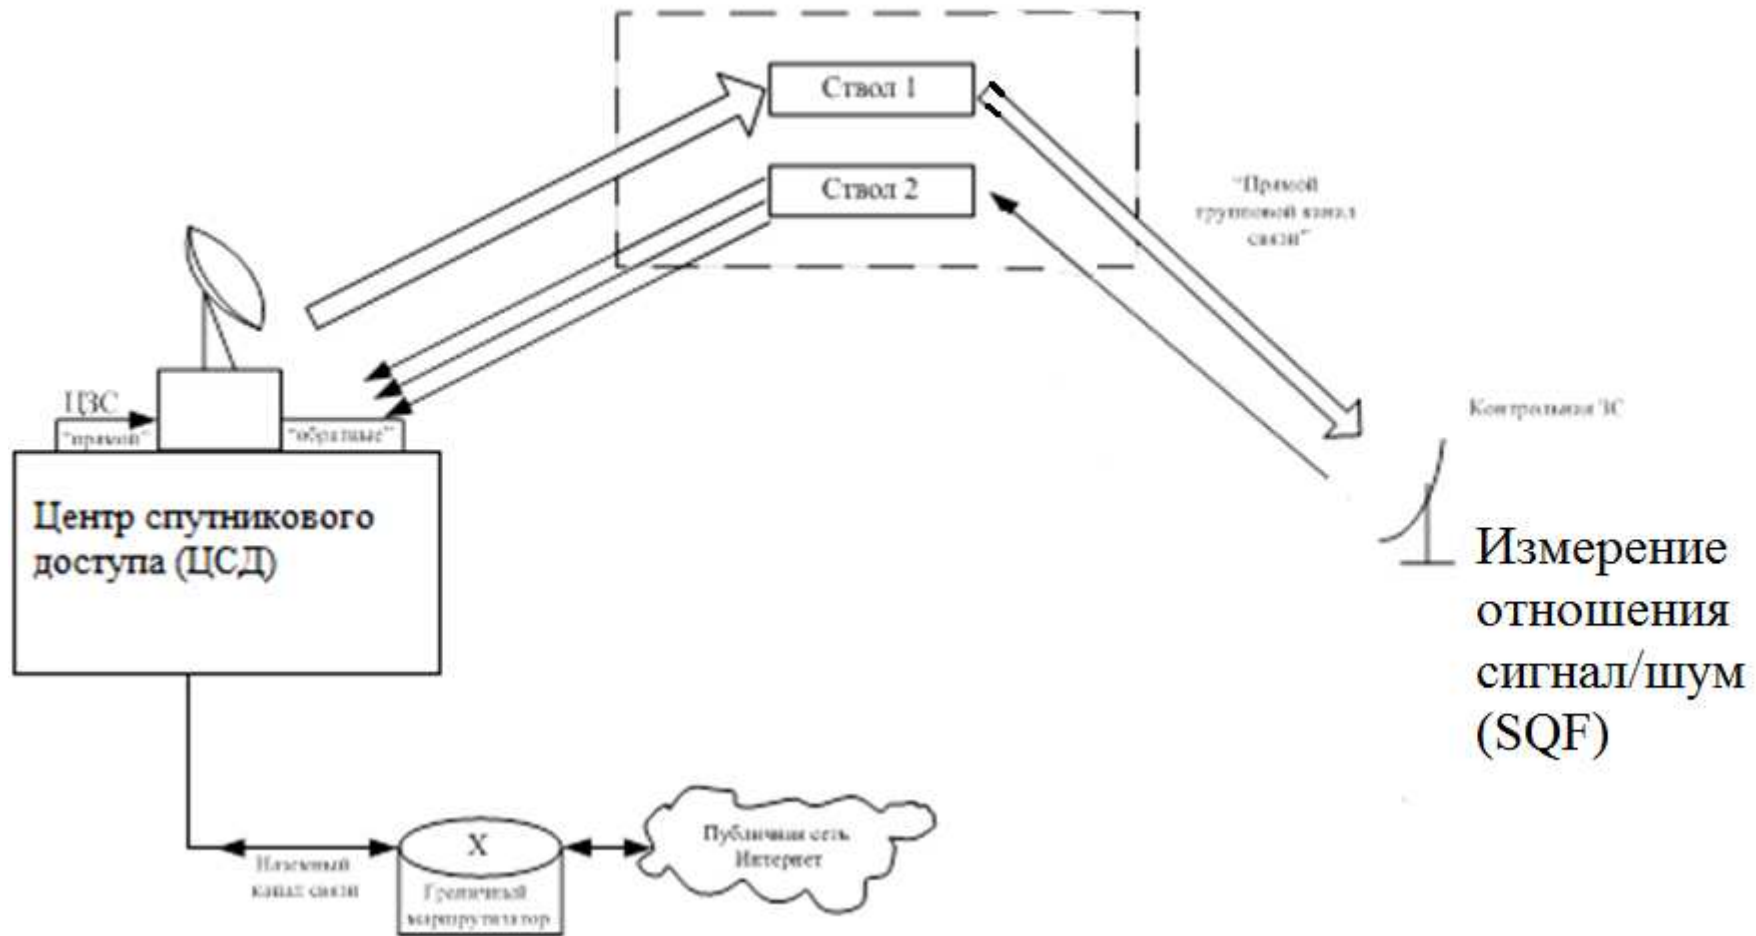 Ствол 1
Ствол 2
"Прямой
групповой канал
связи"
ЦЗС
"прямой"
"обратные"
Контрольная ЗС
Центр спутникового
доступа (ЦСД)
Измерение
отношения
сигнал/шум
(SQF)
X
Наземный
канал связи
Граничный
маршрутизатор
Публичная сеть
Интернет